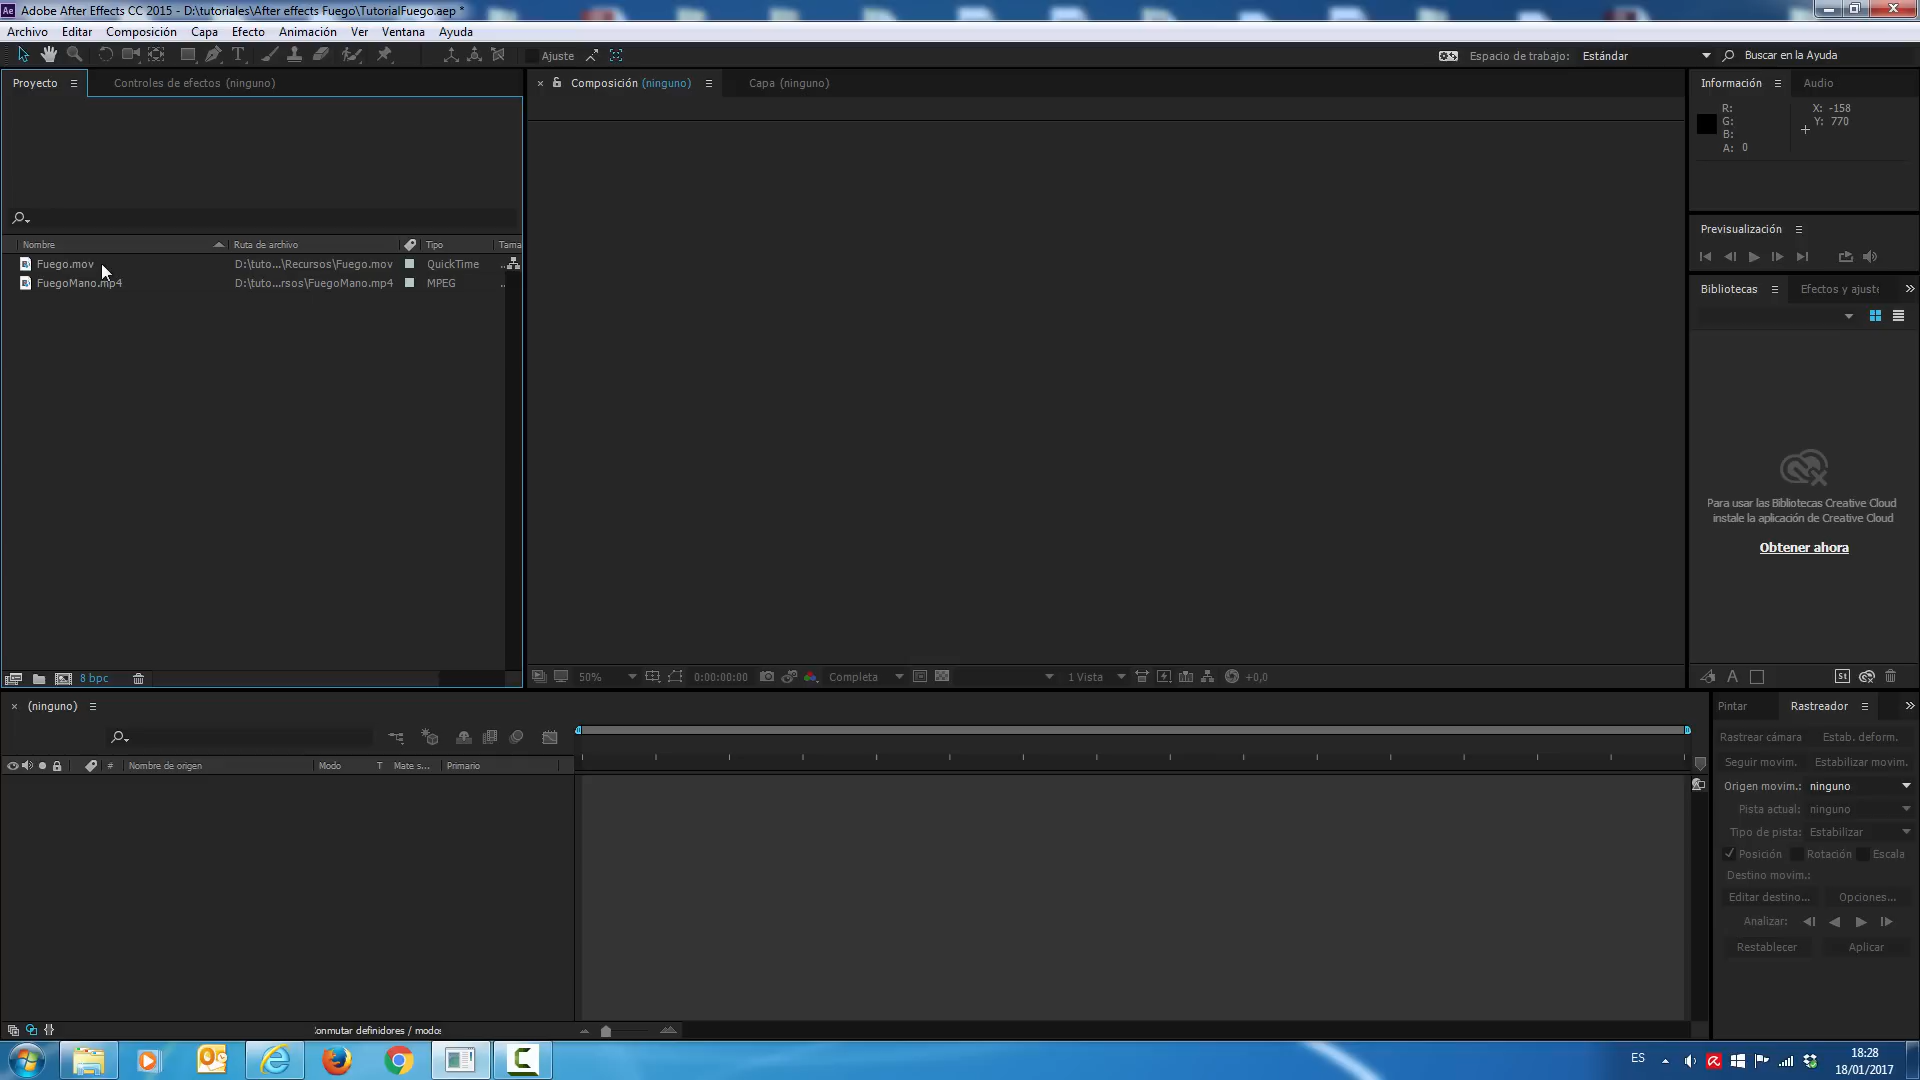 Adobe After Effects CC 2015 - D:\tutoriales\After effects Fuego\TutorialFuego.aep *
Archivo Editar Composición Capa Efecto Animación Ver Ventana Ayuda
Ajuste
Espacio de trabajo: Estándar
Buscar en la Ayuda
Proyecto
Controles de efectos (ninguno)
Nombre Ruta de archivo Tipo Tama
Fuego.mov D:\tuto...\Recursos\Fuego.mov QuickTime ..
FuegoMano.mp4 D:\tuto...rsos\FuegoMano.mp4 MPEG ..
8 bpc
Composición (ninguno)
Capa (ninguno)
50% 0:00:00:00 Completa 1 Vista +0,0
Información Audio
R: X: -158
G: Y: 770
B:
A: 0
Previsualización
Bibliotecas Efectos y ajuste
Para usar las Bibliotecas Creative Cloud
instale la aplicación de Creative Cloud
Obtener ahora
St
(ninguno)
# Nombre de origen Modo T Mate s... Primario
Conmutar definidores / modos
Pintar Rastreador
Rastrear cámara Estab. deform.
Seguir movim. Estabilizar movim.
Origen movim.: ninguno
Pista actual: ninguno
Tipo de pista: Estabilizar
Posición Rotación Escala
Destino movim.:
Editar destino... Opciones...
Analizar:
Restablecer Aplicar
ES
18:28
18/01/2017